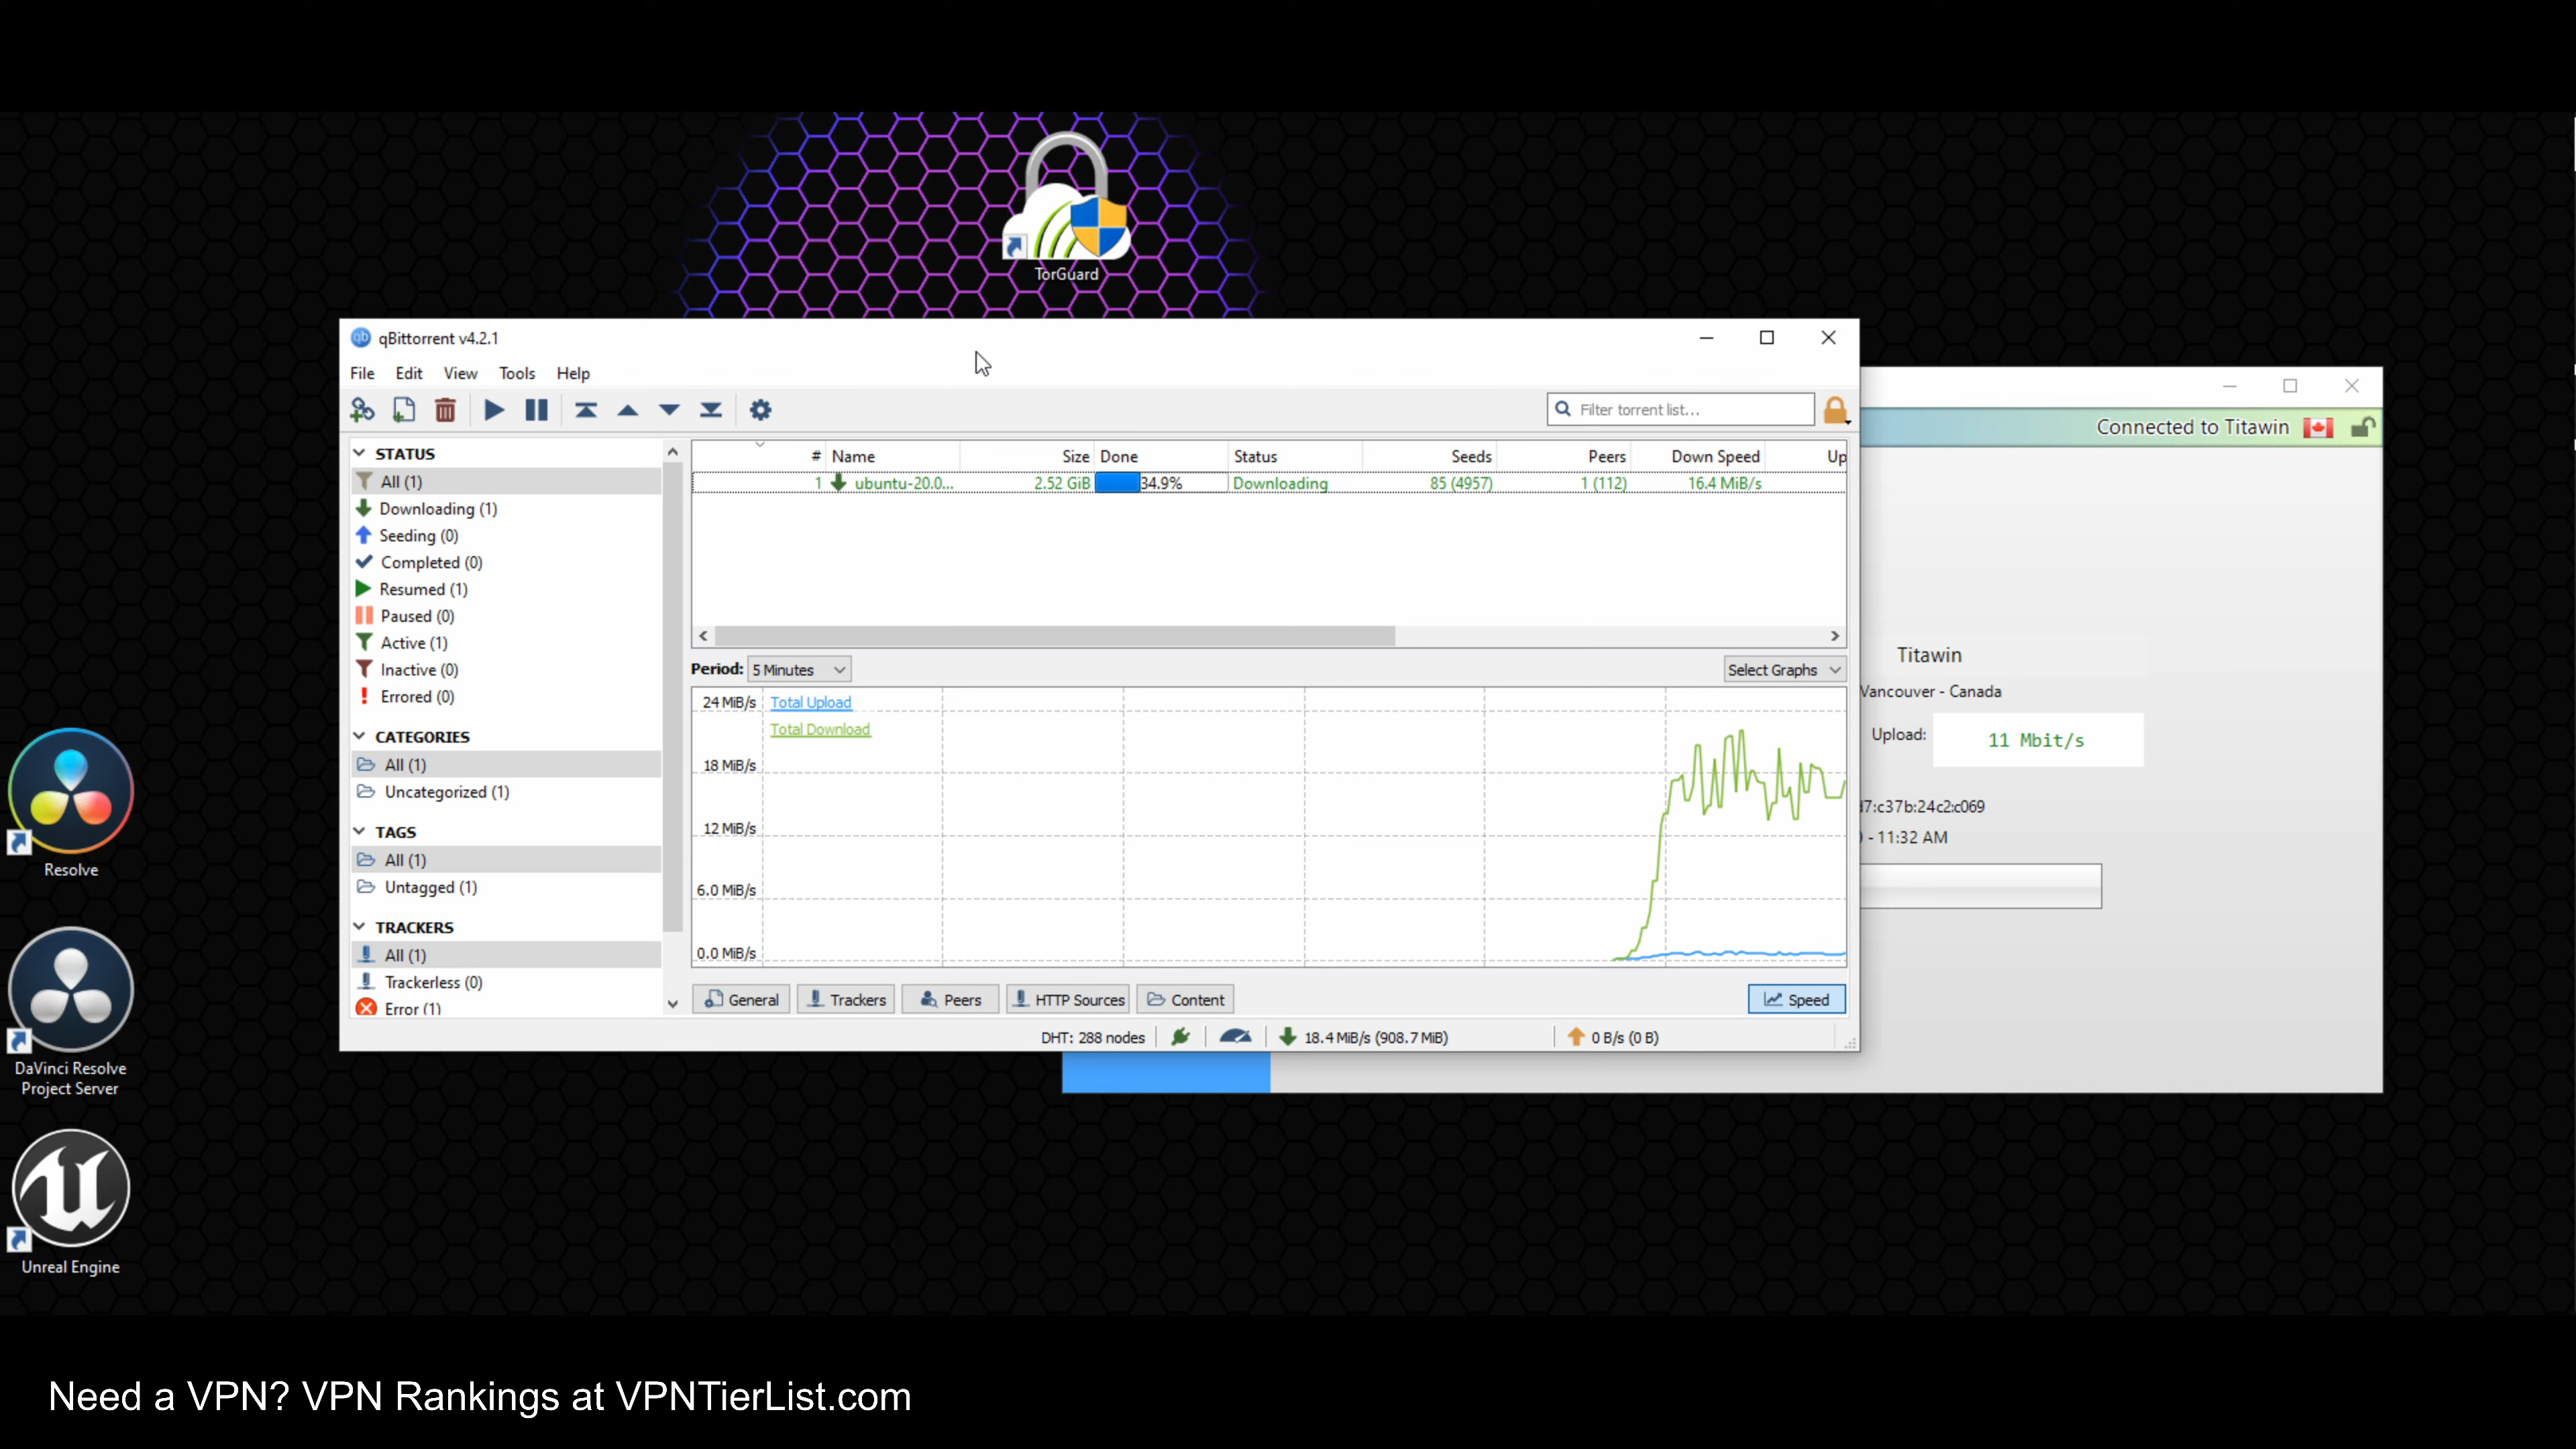 TorGuard
qBittorrent v4.2.1
File Edit View Tools Help
Filter torrent list...
Connected to Titawin
STATUS
All (1)
Downloading (1)
Seeding (0)
Completed (0)
Resumed (1)
Paused (0)
Active (1)
Inactive (0)
Errored (0)
CATEGORIES
All (1)
Uncategorized (1)
TAGS
All (1)
Untagged (1)
TRACKERS
All (1)
Trackerless (0)
Error (1)
# Name Size Done Status Seeds Peers Down Speed Up
1 ubuntu-20.0... 2.52 GiB 34.9% Downloading 85 (4957) 1 (112) 16.4 MiB/s
Period: 5 Minutes Select Graphs
24 MiB/s
18 MiB/s
12 MiB/s
6.0 MiB/s
0.0 MiB/s
Total Upload
Total Download
General Trackers Peers HTTP Sources Content Speed
DHT: 288 nodes 18.4 MiB/s (908.7 MiB) 0 B/s (0 B)
Titawin
Vancouver - Canada
Upload: 11 Mbit/s
:c37b:24c2:c069
- 11:32 AM
Resolve
DaVinci Resolve
Project Server
Unreal Engine
Need a VPN? VPN Rankings at VPNTierList.com